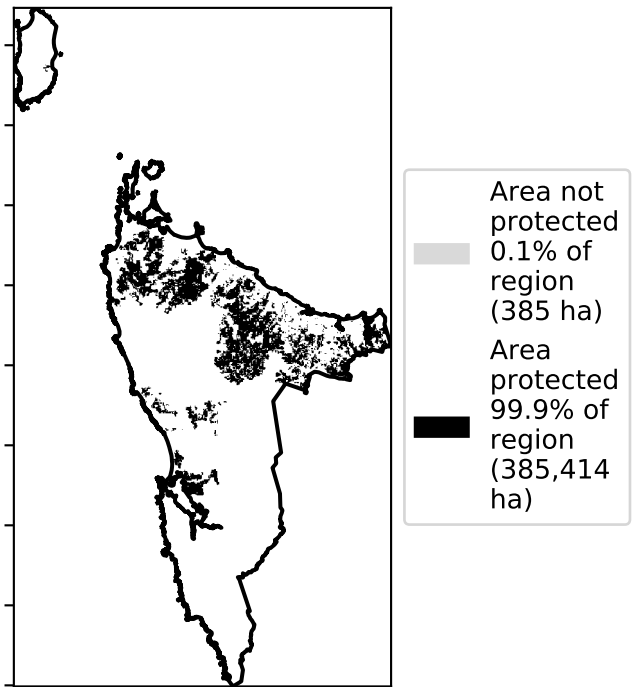 Area not
protected
0.1% of
region
(385 ha)
Area
protected
99.9% of
region
(385,414
ha)